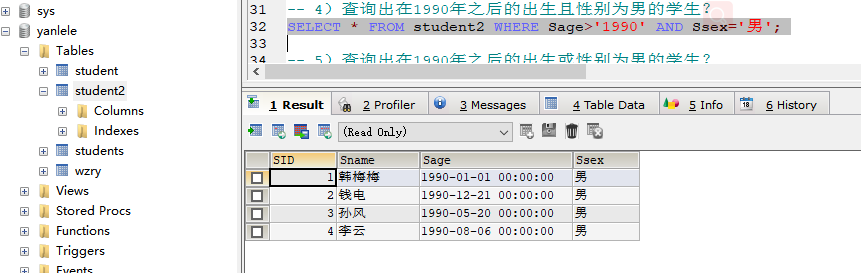 sys
yanlele
Tables
student
student2
Columns
Indexes
students
wzry
Views
Stored Procs
Functions
Triggers
Events
31 -- 4）查询出在1990年之后的出生且性别为男的学生？
32 SELECT * FROM student2 WHERE Sage>'1990' AND Ssex='男';
33
34 -- 5）查询出在1990年之后的出生或性别为男的学生？
1 Result 2 Profiler 3 Messages 4 Table Data 5 Info 6 History
(Read Only)
SID Sname Sage Ssex
1 韩梅梅 1990-01-01 00:00:00 男
2 钱电 1990-12-21 00:00:00 男
3 孙风 1990-05-20 00:00:00 男
4 李云 1990-08-06 00:00:00 男